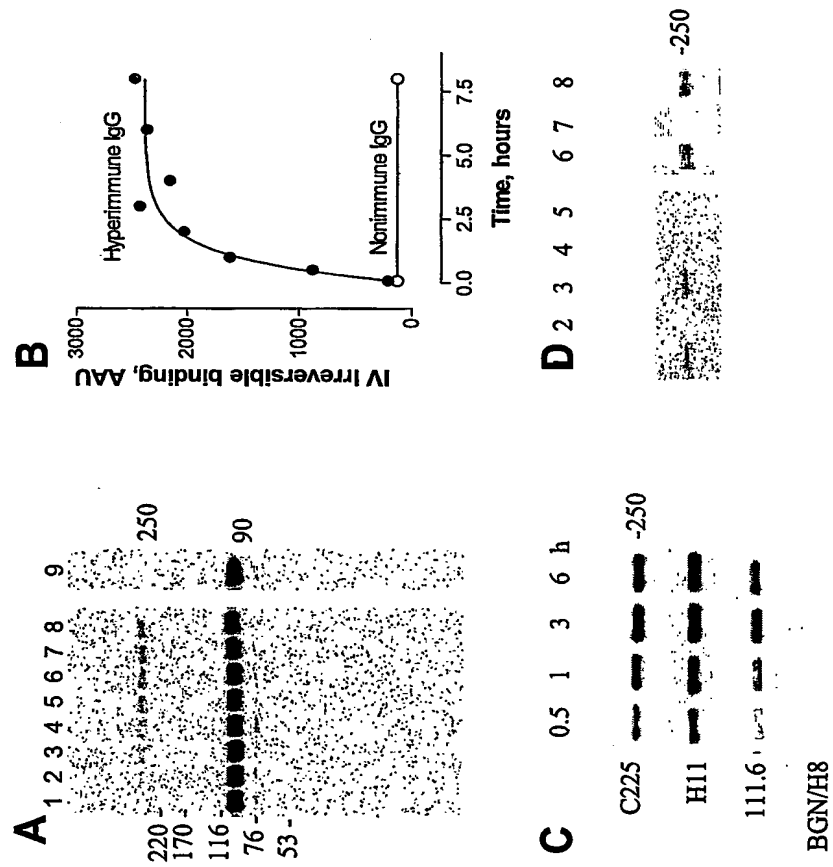 A
1 2 3 4 5 6 7 8 9
220 -
170 -
116 -
76 -
53 -
250
90
B
IV Irreversible binding, AAU
3000
2000
1000
0
Hyperimmune IgG
Nonimmune IgG
0.0 2.5 5.0 7.5
Time, hours
C
0.5 1 3 6 h
C225
-250
H11
111.6
BGN/H8
D
2 3 4 5 6 7 8
-250